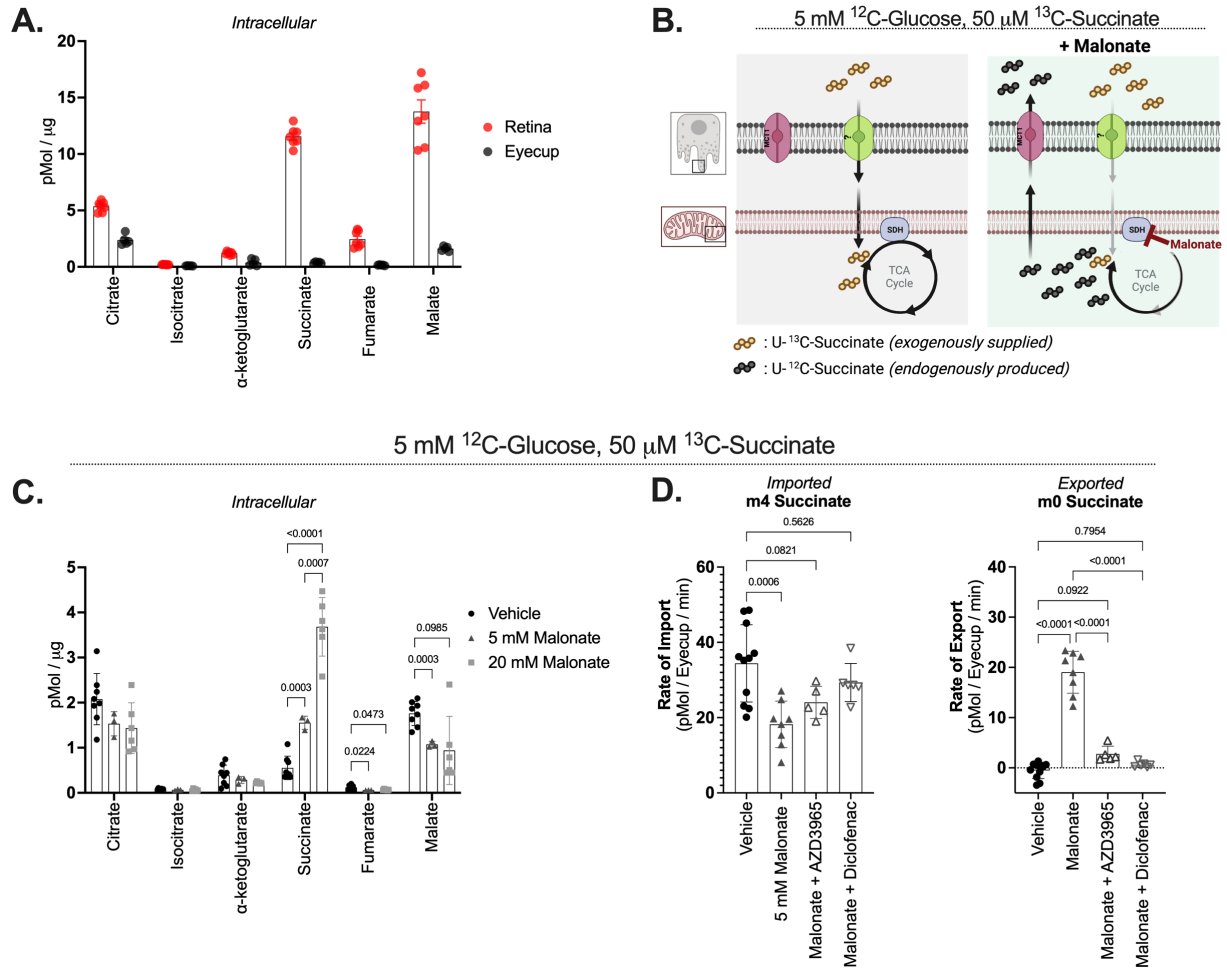 A.
Intracellular
20
15
10
5
0
pMol / µg
Retina
Eyecup
Citrate
Isocitrate
α-ketoglutarate
Succinate
Fumarate
Malate
B.
5 mM ¹²C-Glucose, 50 µM ¹³C-Succinate
+ Malonate
MCT1
?
MCT1
?
SDH
SDH
Malonate
TCA
Cycle
TCA
Cycle
: U-¹³C-Succinate (exogenously supplied)
: U-¹²C-Succinate (endogenously produced)
5 mM ¹²C-Glucose, 50 µM ¹³C-Succinate
C.
Intracellular
<0.0001
0.0007
0.0003
0.0473
0.0224
0.0985
0.0003
5
4
3
2
1
0
pMol / µg
Vehicle
5 mM Malonate
20 mM Malonate
Citrate
Isocitrate
α-ketoglutarate
Succinate
Fumarate
Malate
D.
Imported
m4 Succinate
0.5626
0.0821
0.0006
60
40
20
0
Rate of Import
(pMol / Eyecup / min)
Vehicle
5 mM Malonate
Malonate + AZD3965
Malonate + Diclofenac
Exported
m0 Succinate
0.7954
<0.0001
0.0922
<0.0001
<0.0001
40
30
20
10
0
Rate of Export
(pMol / Eyecup / min)
Vehicle
Malonate
Malonate + AZD3965
Malonate + Diclofenac